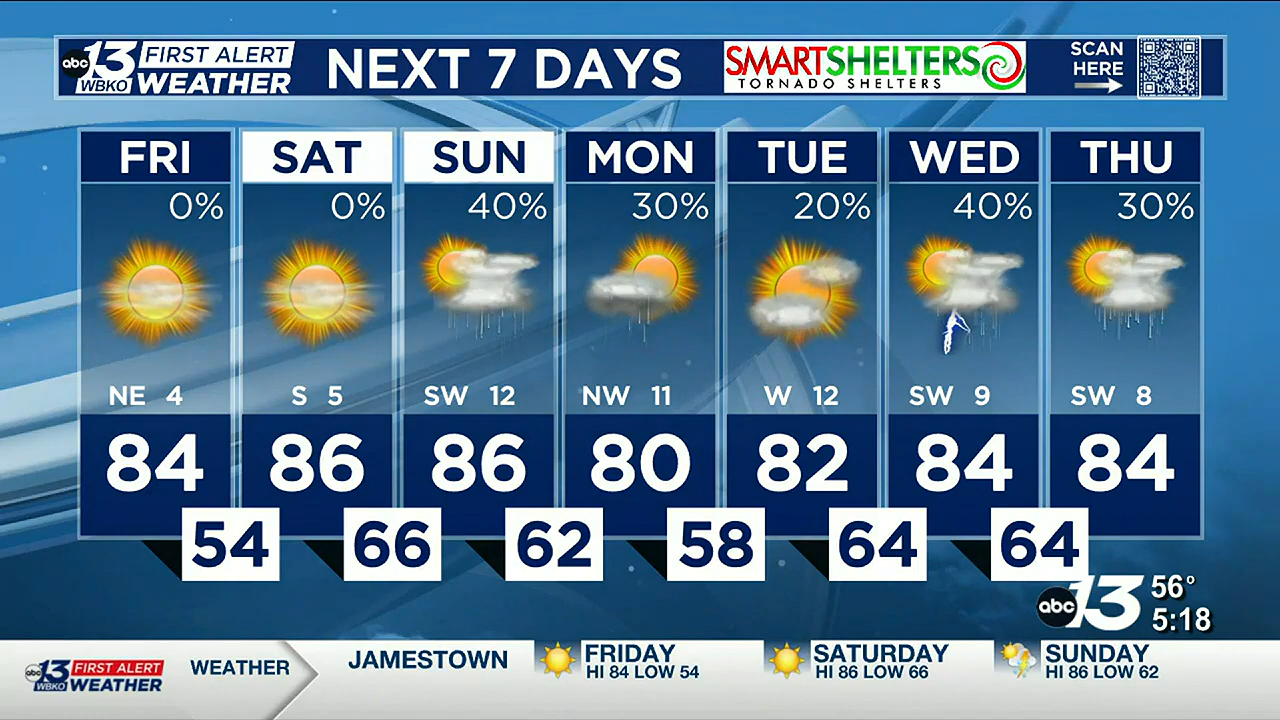 abc 13 WBKO FIRST ALERT WEATHER
NEXT 7 DAYS
SMARTSHELTERS
TORNADO SHELTERS
SCAN HERE
FRI SAT SUN MON TUE WED THU
0% 0% 40% 30% 20% 40% 30%
NE 4 S 5 SW 12 NW 11 W 12 SW 9 SW 8
84 86 86 80 82 84 84
54 66 62 58 64 64
abc 13 56°
5:18
abc 13 WBKO FIRST ALERT WEATHER
WEATHER
JAMESTOWN
FRIDAY
HI 84 LOW 54
SATURDAY
HI 86 LOW 66
SUNDAY
HI 86 LOW 62